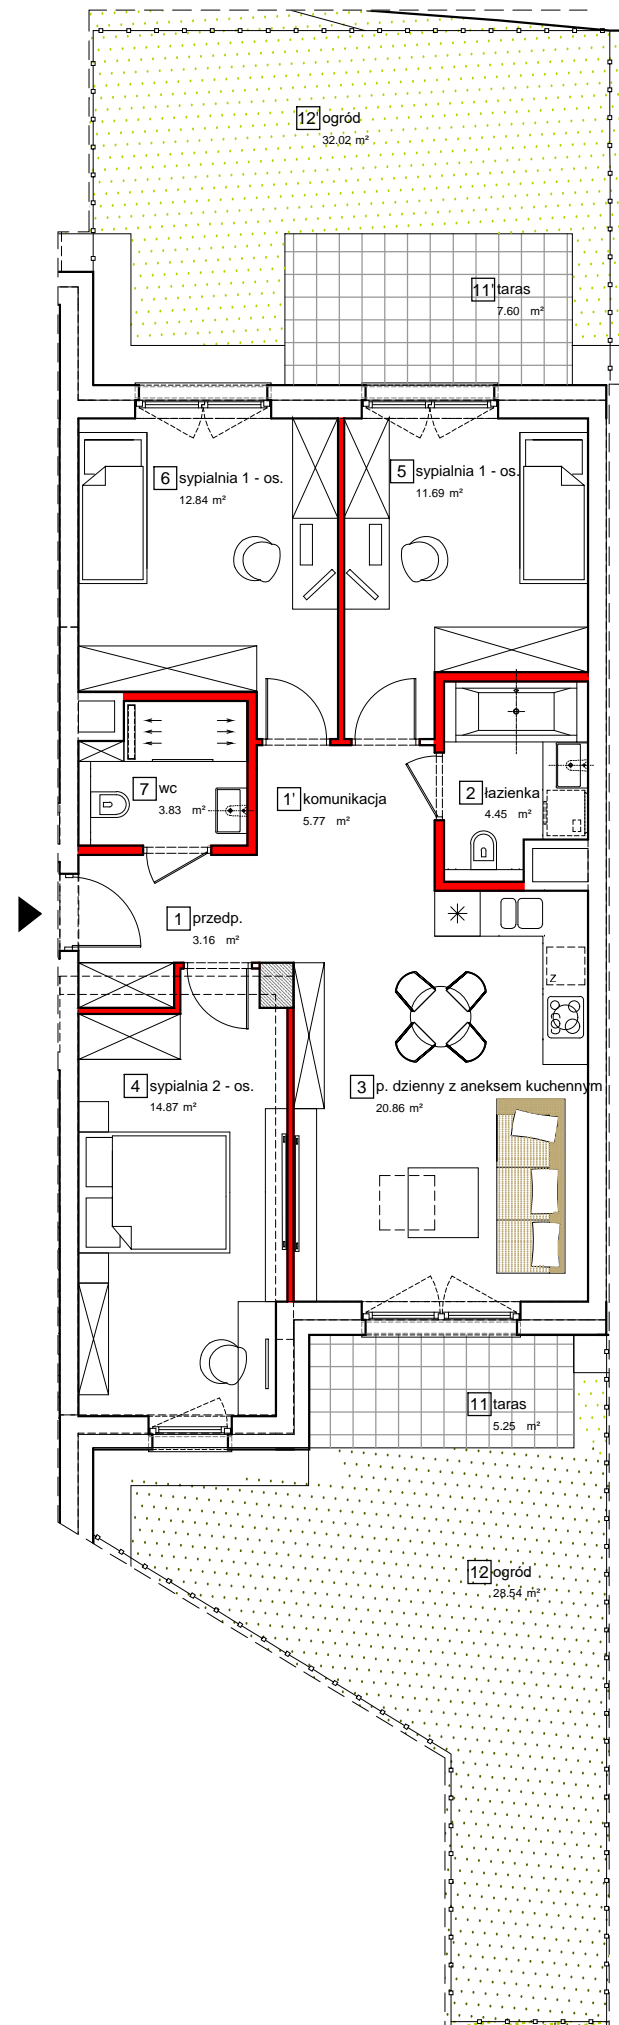 12' ogród
32.02 m²
11' taras
7.60 m²
6 sypialnia 1 - os.
12.84 m²
5 sypialnia 1 - os.
11.69 m²
7 wc
3.83 m²
1' komunikacja
5.77 m²
2 łazienka
4.45 m²
1 przedp.
3.16 m²
Z
4 sypialnia 2 - os.
14.87 m²
3 p. dzienny z aneksem kuchennym
20.86 m²
11 taras
5.25 m²
12 ogród
28.54 m²